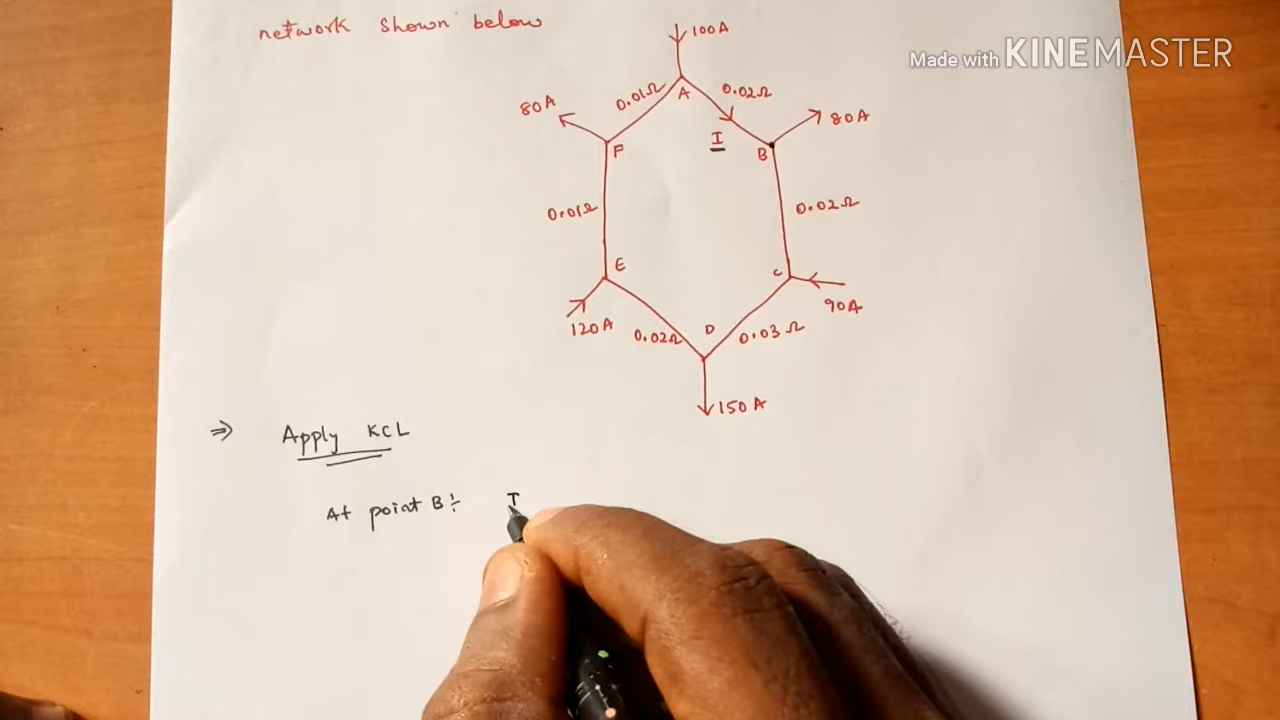 network shown below
Made with KINEMASTER
100A
0.01Ω
A
0.02Ω
80A
80A
I
F
B
0.01Ω
0.02Ω
E
C
120A
90A
0.02Ω
D
0.03Ω
150A
⇒ Apply KCL
At point B:- I